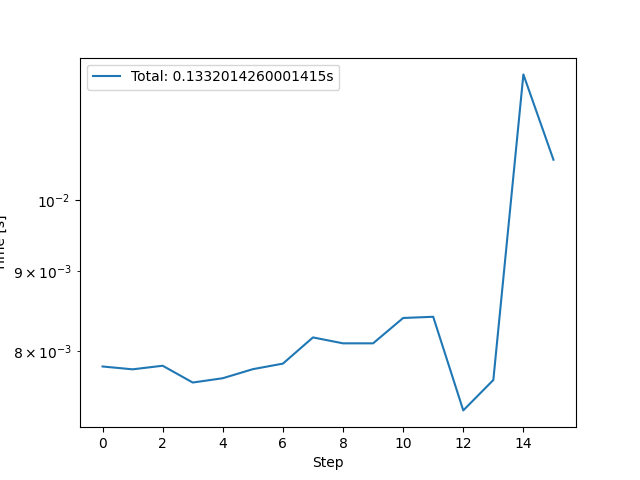 Total: 0.1332014260001415s
Time [s]
10⁻²
9 × 10⁻³
8 × 10⁻³
0 2 4 6 8 10 12 14
Step